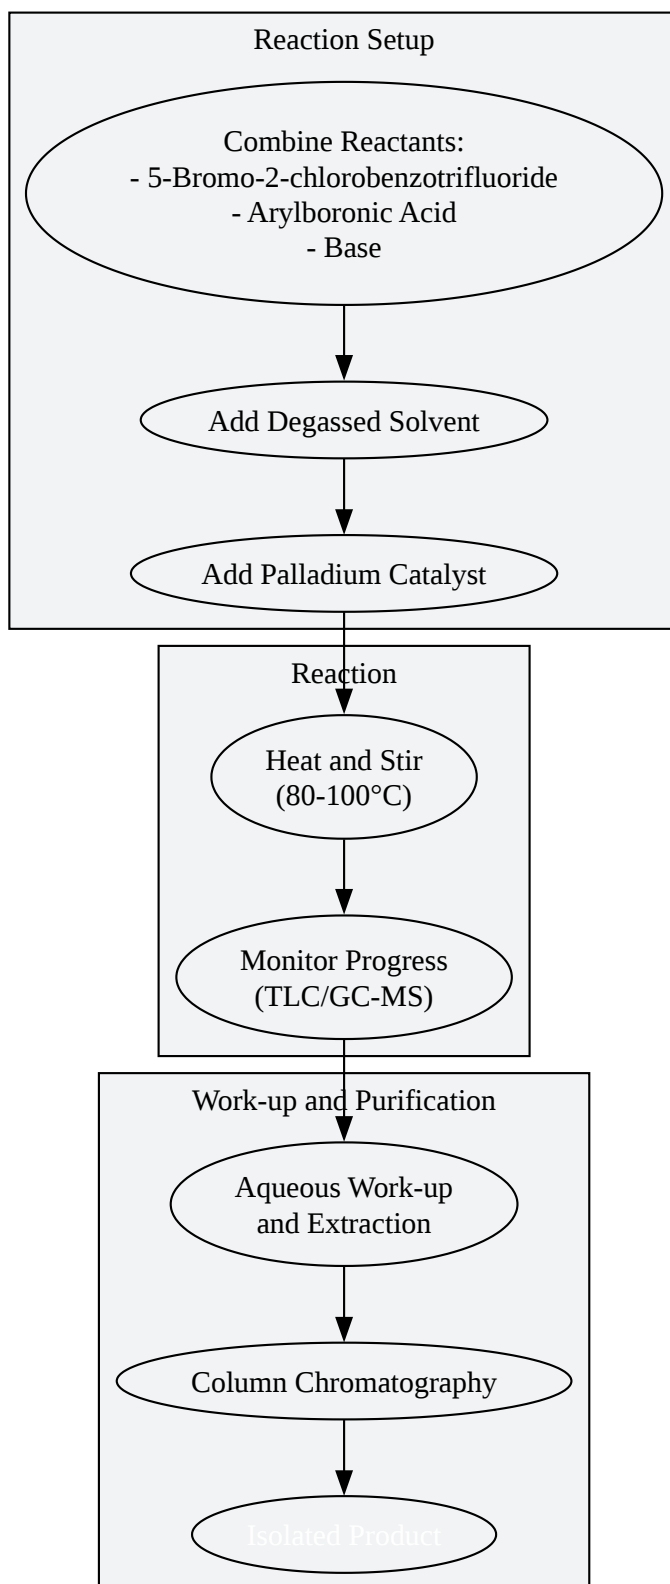 Reaction Setup
Combine Reactants:
- 5-Bromo-2-chlorobenzotrifluoride
- Arylboronic Acid
- Base
Add Degassed Solvent
Add Palladium Catalyst
Reaction
Heat and Stir
(80-100°C)
Monitor Progress
(TLC/GC-MS)
Work-up and Purification
Aqueous Work-up
and Extraction
Column Chromatography
Isolated Product